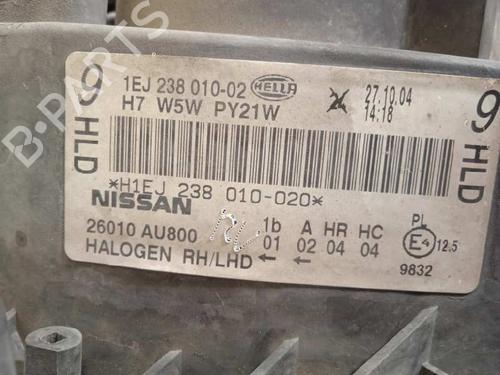 9 HLD
1EJ 238 010-02 HELLA 27.10.04
H7 W5W PY21W 14:18
*H1EJ 238 010-020*
NISSAN
26010 AU800 1b A HR HC PL
01 02 04 04 E4 12.5
HALOGEN RH/LHD ← ← 9832
9 HLD
B-PARTS